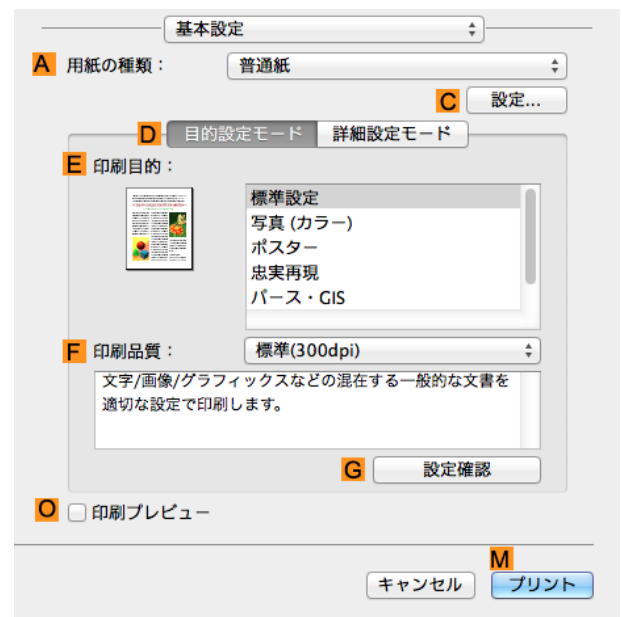 基本設定
A 用紙の種類： 普通紙
C 設定...
D 目的設定モード 詳細設定モード
E 印刷目的：
標準設定
写真 (カラー)
ポスター
忠実再現
パース・GIS
F 印刷品質： 標準(300dpi)
文字/画像/グラフィックスなどの混在する一般的な文書を
適切な設定で印刷します。
G 設定確認
O 印刷プレビュー
M
キャンセル プリント